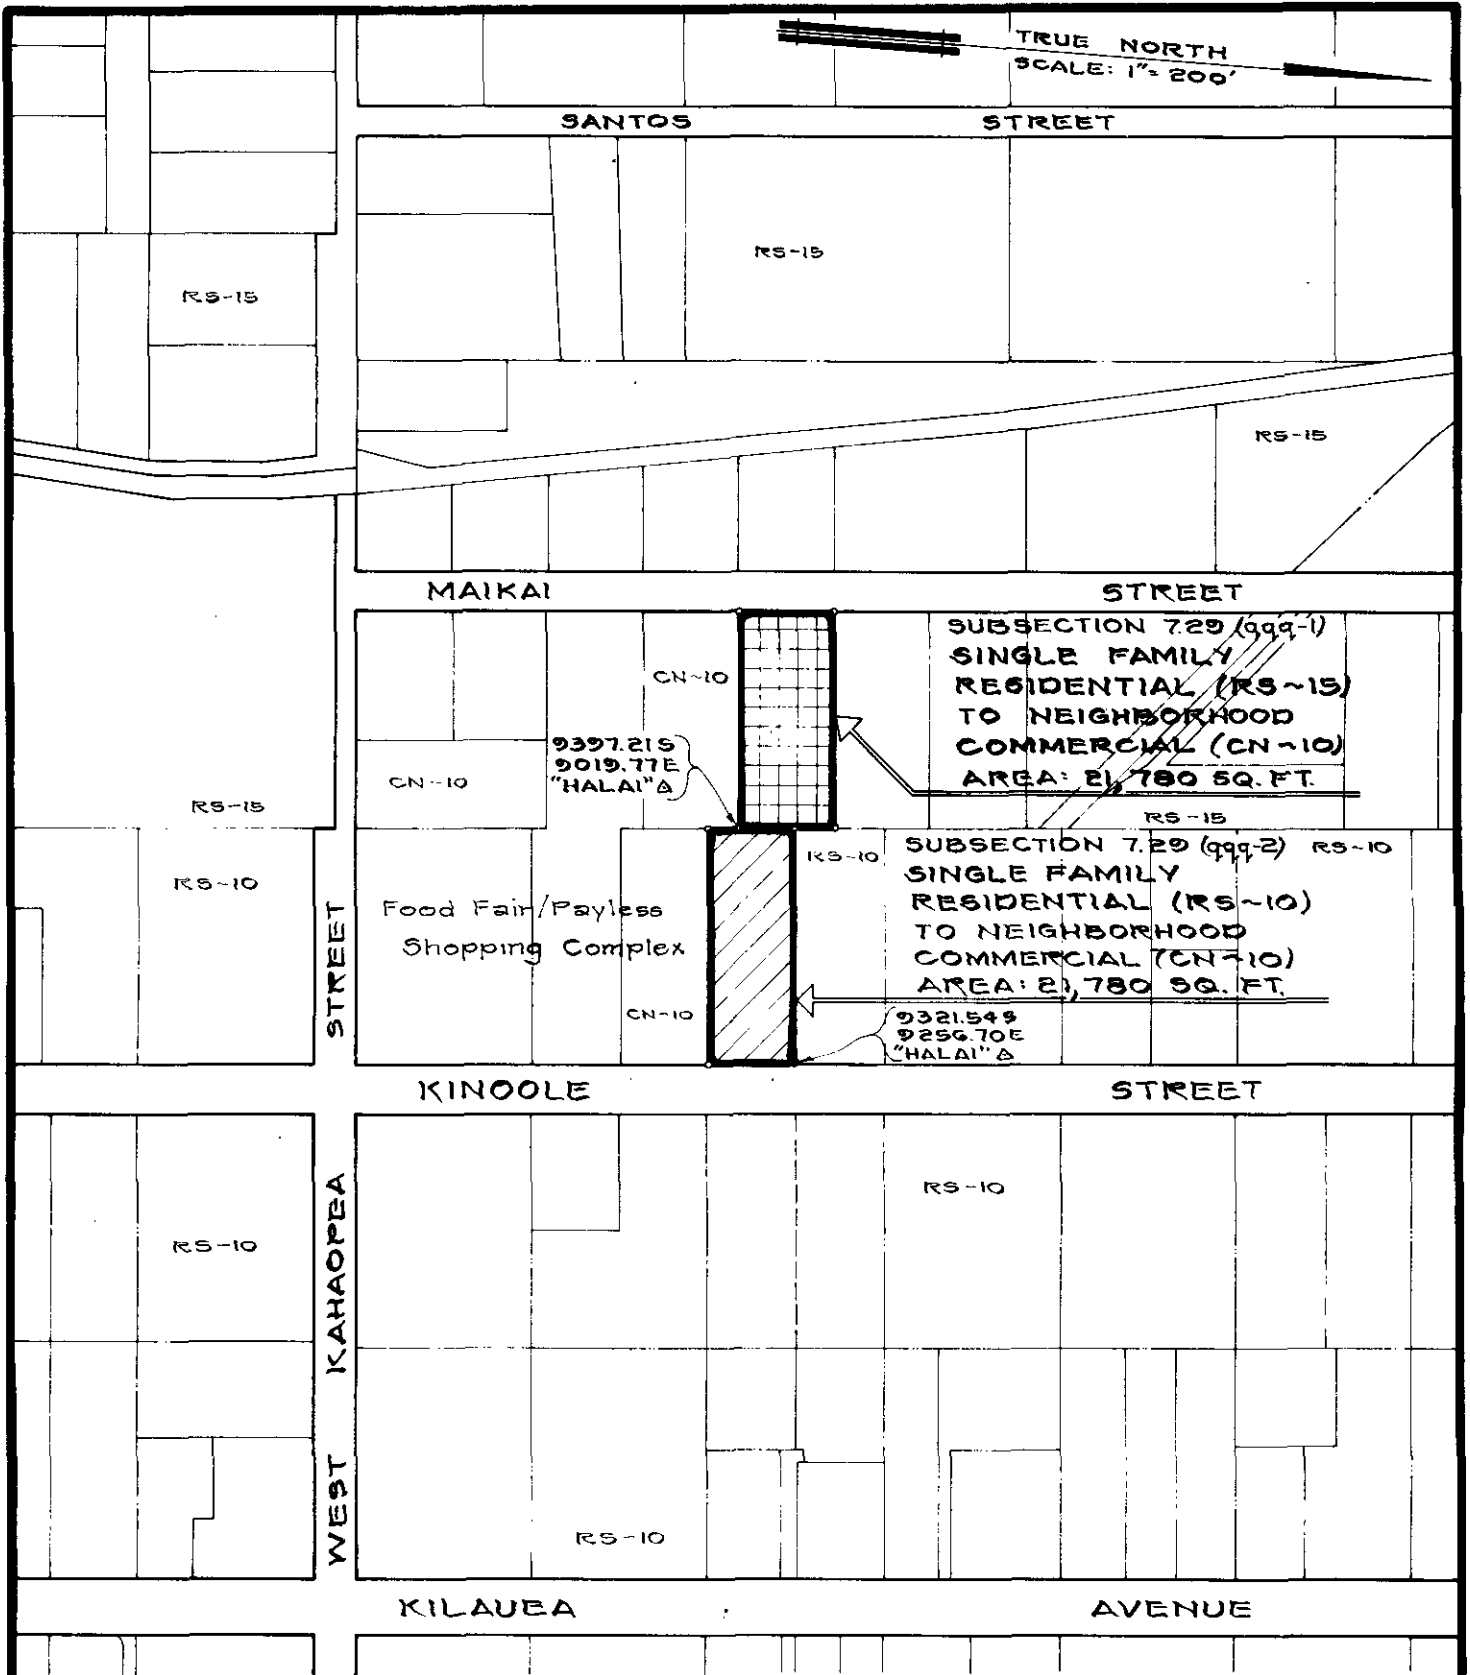 TRUE NORTH
SCALE: 1"= 200'
SANTOS STREET
RS-15
RS-15
RS-15
MAIKAI STREET
SUBSECTION 7.29 (qqq-1)
SINGLE FAMILY
RESIDENTIAL (RS~15)
TO NEIGHBORHOOD
COMMERCIAL (CN~10)
AREA: 21,780 SQ. FT.
CN~10
9397.21S
9019.77E
"HALAI" Δ
CN-10
RS-15
RS-15
RS-10
SUBSECTION 7.29 (qqq-2)
SINGLE FAMILY
RESIDENTIAL (RS~10)
TO NEIGHBORHOOD
COMMERCIAL (CN~10)
AREA: 21,780 SQ. FT.
RS-10
RS-10
Food Fair/Payless
Shopping Complex
CN-10
9321.54S
9256.70E
"HALAI" Δ
KINOOLE STREET
RS-10
RS-10
WEST KAHAOPEA STREET
RS-10
KILAUEA AVENUE